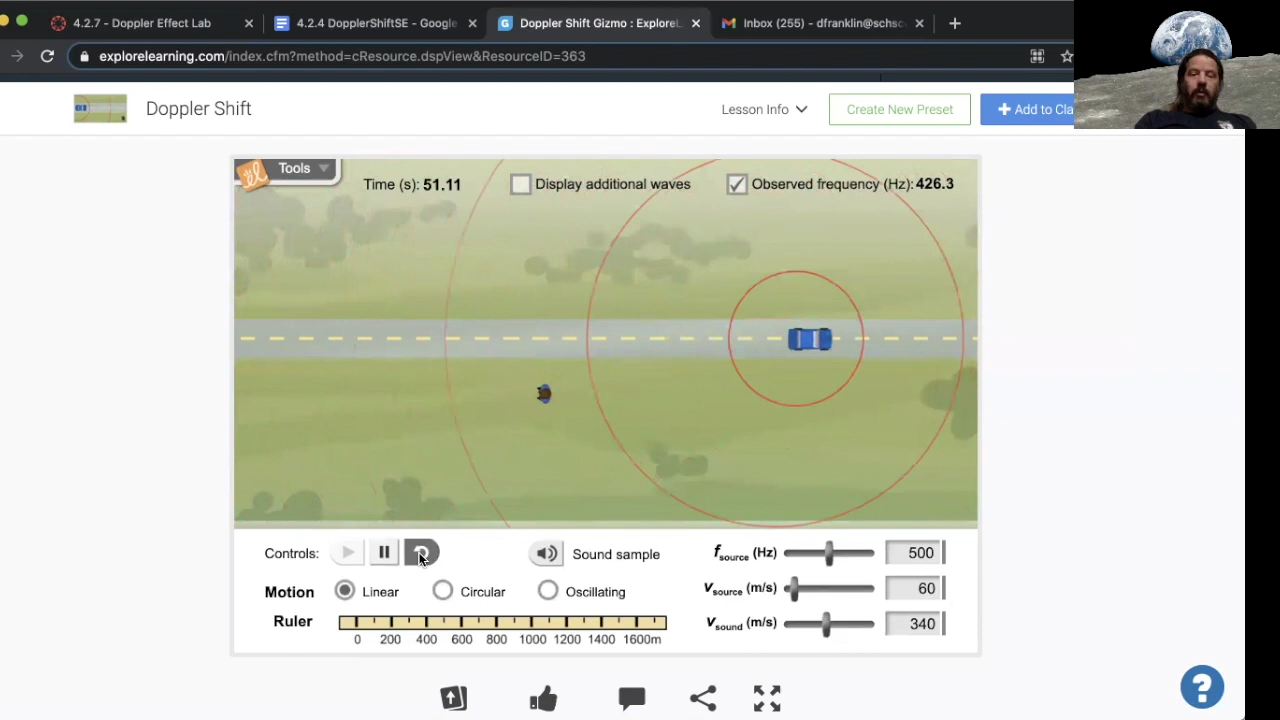 4.2.7 - Doppler Effect Lab
4.2.4 DopplerShiftSE - Google
Doppler Shift Gizmo : ExploreL
Inbox (255) - dfranklin@schsc
explorelearning.com/index.cfm?method=cResource.dspView&ResourceID=363
Doppler Shift
Lesson Info
Create New Preset
+ Add to Cla
Tools
Time (s): 51.11
Display additional waves
Observed frequency (Hz): 426.3
Controls:
Sound sample
fsource (Hz)
500
Motion
Linear
Circular
Oscillating
vsource (m/s)
60
Ruler
0 200 400 600 800 1000 1200 1400 1600m
vsound (m/s)
340
?